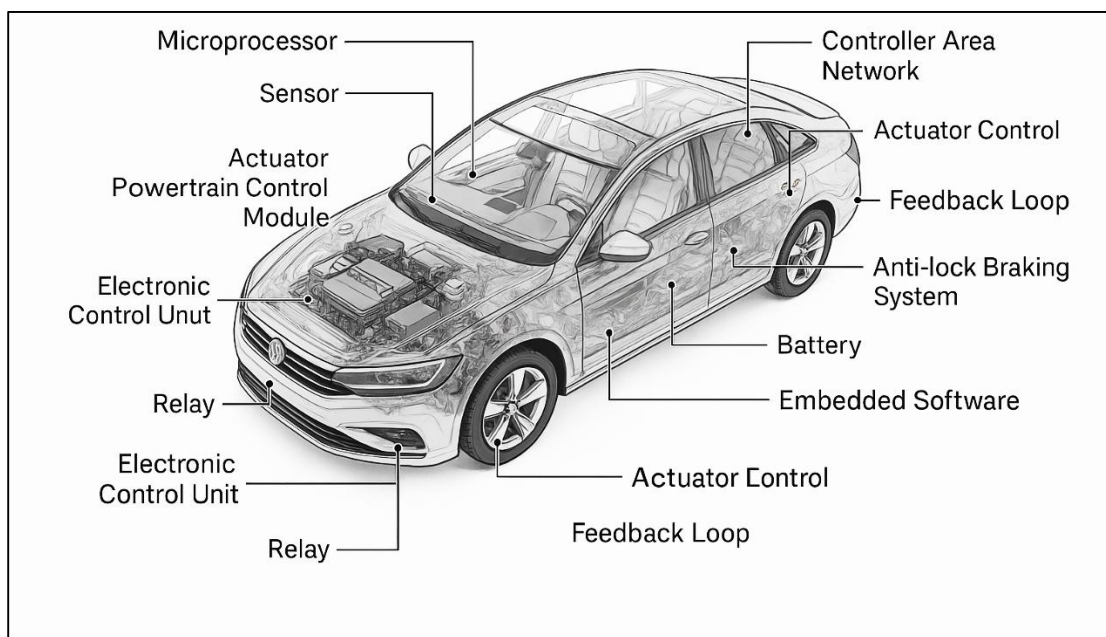 Microprocessor
Sensor
Actuator
Powertrain Control
Module
Electronic
Control Unut
Relay
Electronic
Control Unit
Relay
Controller Area
Network
Actuator Control
Feedback Loop
Anti-lock Braking
System
Battery
Embedded Software
Actuator Eontrol
Feedback Loop